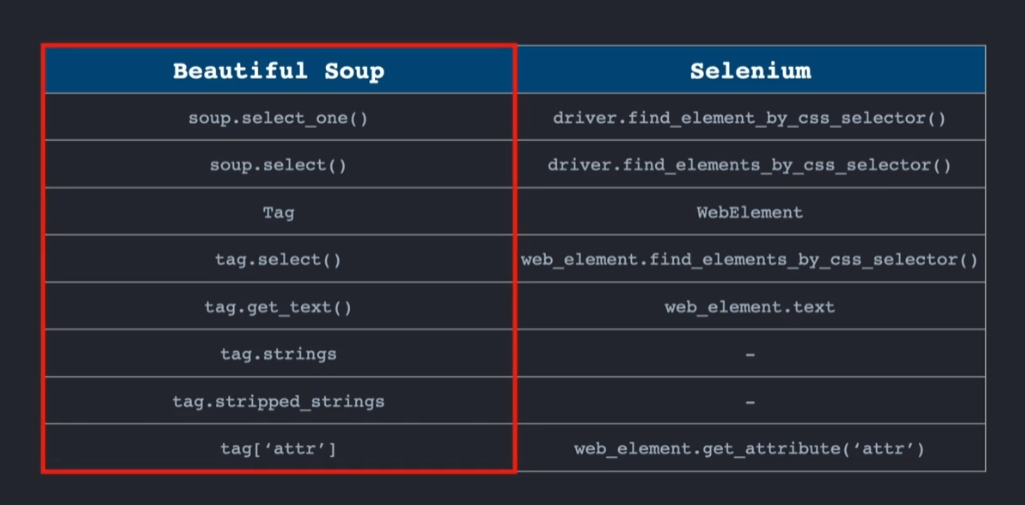 Beautiful Soup Selenium
soup.select_one() driver.find_element_by_css_selector()
soup.select() driver.find_elements_by_css_selector()
Tag WebElement
tag.select() web_element.find_elements_by_css_selector()
tag.get_text() web_element.text
tag.strings –
tag.stripped_strings –
tag[‘attr’] web_element.get_attribute(‘attr’)